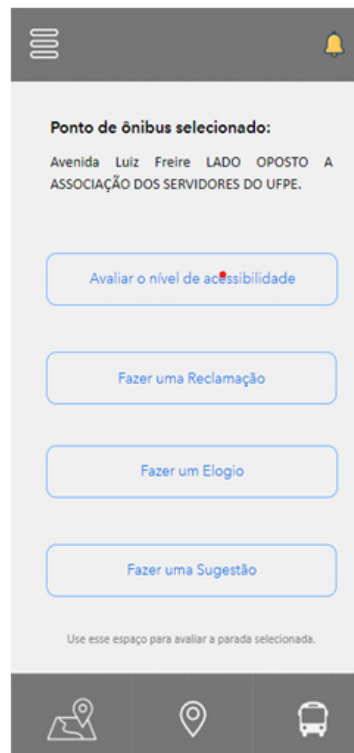 Ponto de ônibus selecionado:
Avenida Luiz Freire LADO OPOSTO A
ASSOCIAÇÃO DOS SERVIDORES DO UFPE.
Avaliar o nível de acessibilidade
Fazer uma Reclamação
Fazer um Elogio
Fazer uma Sugestão
Use esse espaço para avaliar a parada selecionada.